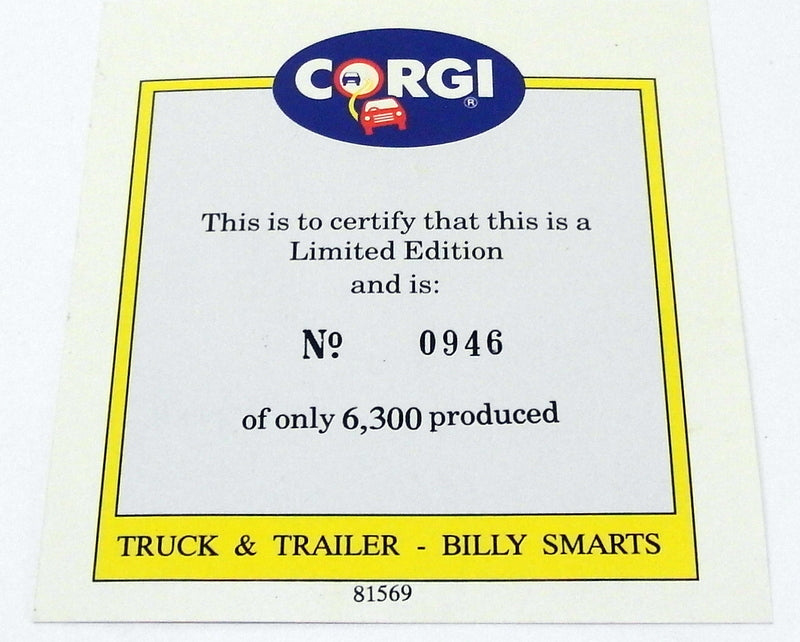 CORGI ®
This is to certify that this is a
Limited Edition
and is:
Nº 0946
of only 6,300 produced
TRUCK & TRAILER - BILLY SMARTS
81569